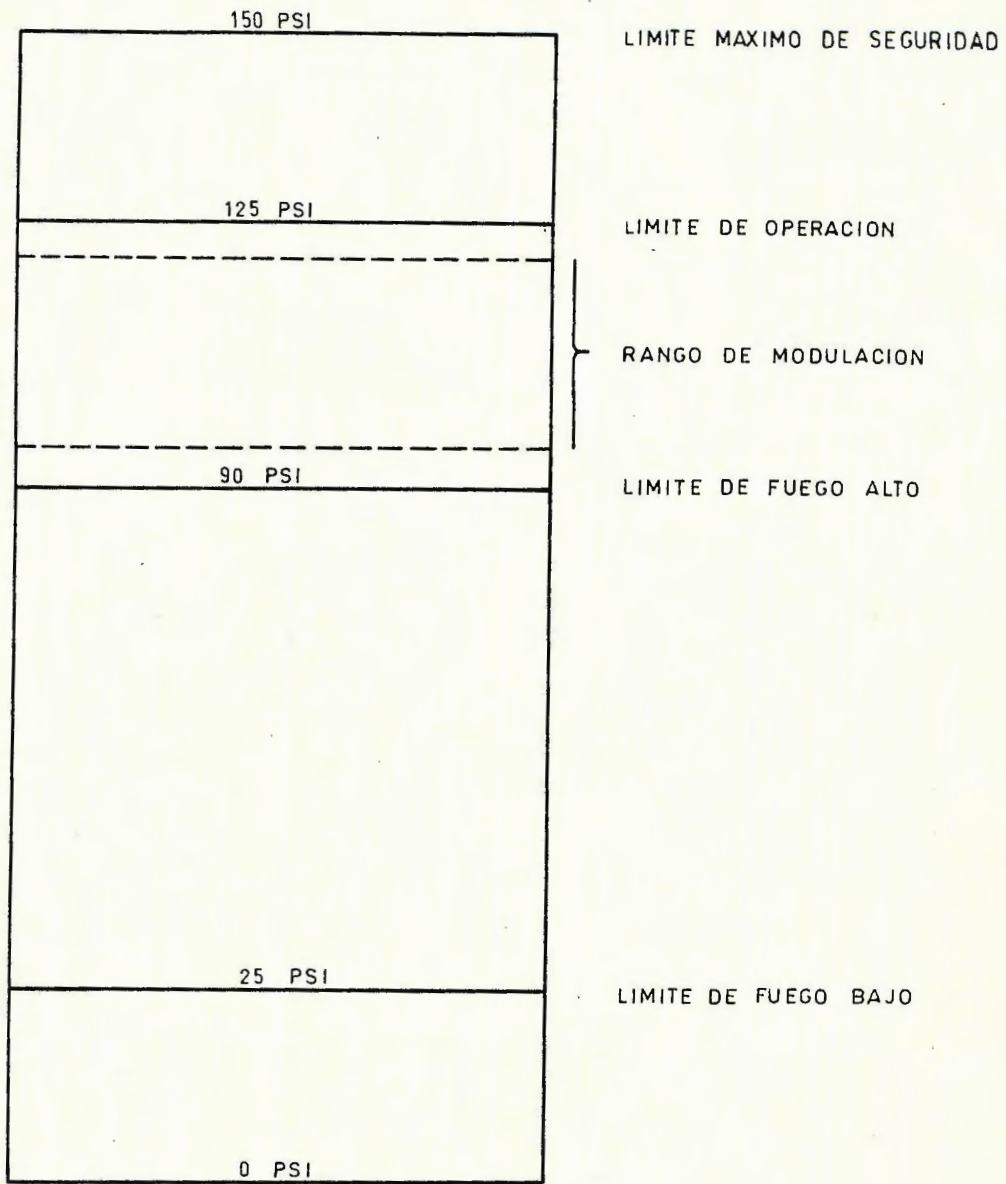 150 PSI
LIMITE MAXIMO DE SEGURIDAD
125 PSI
LIMITE DE OPERACION
RANGO DE MODULACION
90 PSI
LIMITE DE FUEGO ALTO
25 PSI
LIMITE DE FUEGO BAJO
0 PSI